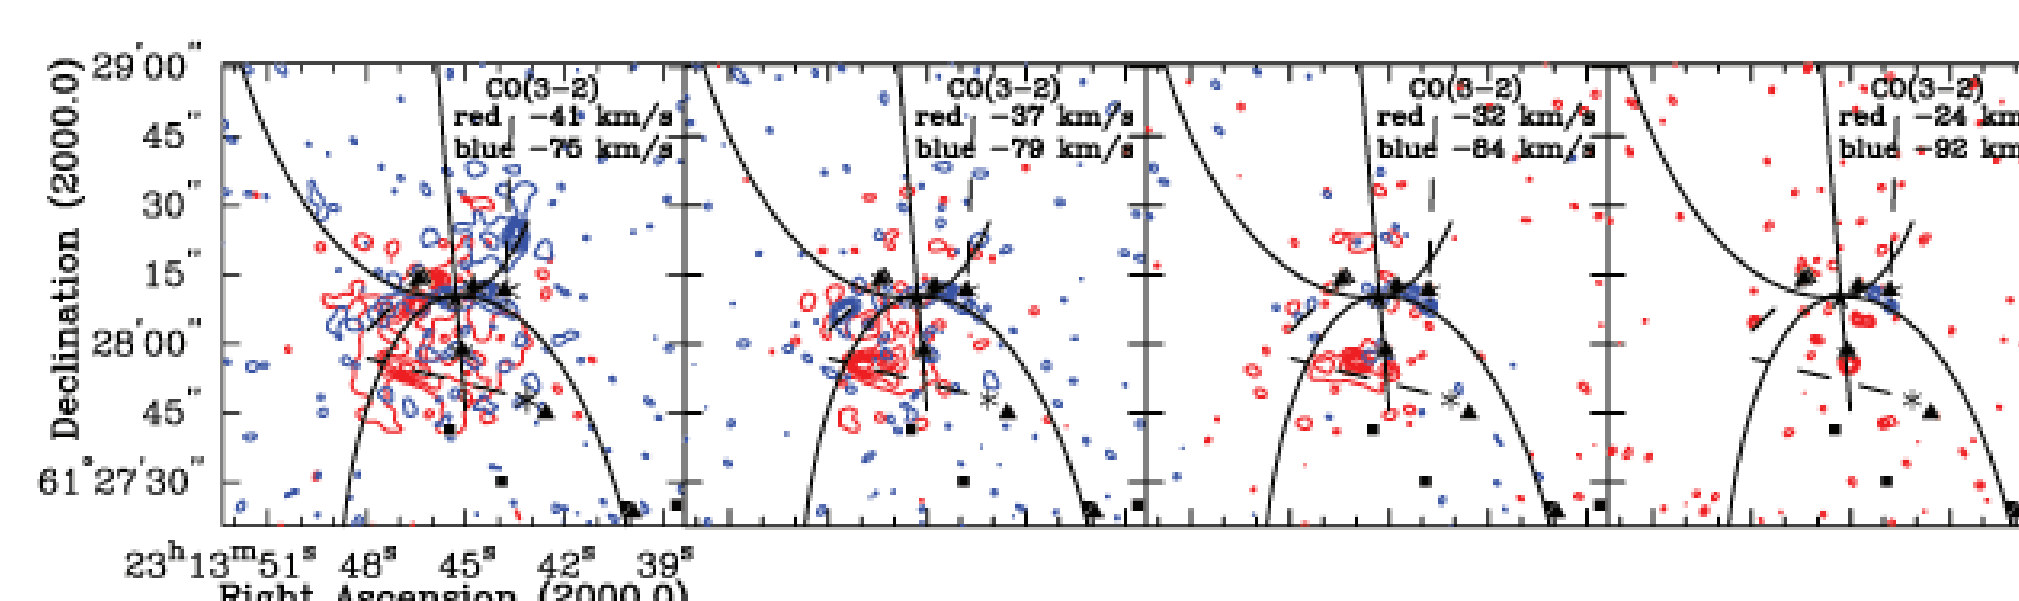 Declination (2000.0)
29'00"
45"
30"
15"
28'00"
45"
61°27'30"
CO(3-2)
red -41 km/s
blue -75 km/s
CO(3-2)
red -37 km/s
blue -79 km/s
CO(3-2)
red -32 km/s
blue -84 km/s
CO(3-2)
red -24 km
blue -92 km
23h13m51s 48s 45s 42s 39s
Right Ascension (2000.0)